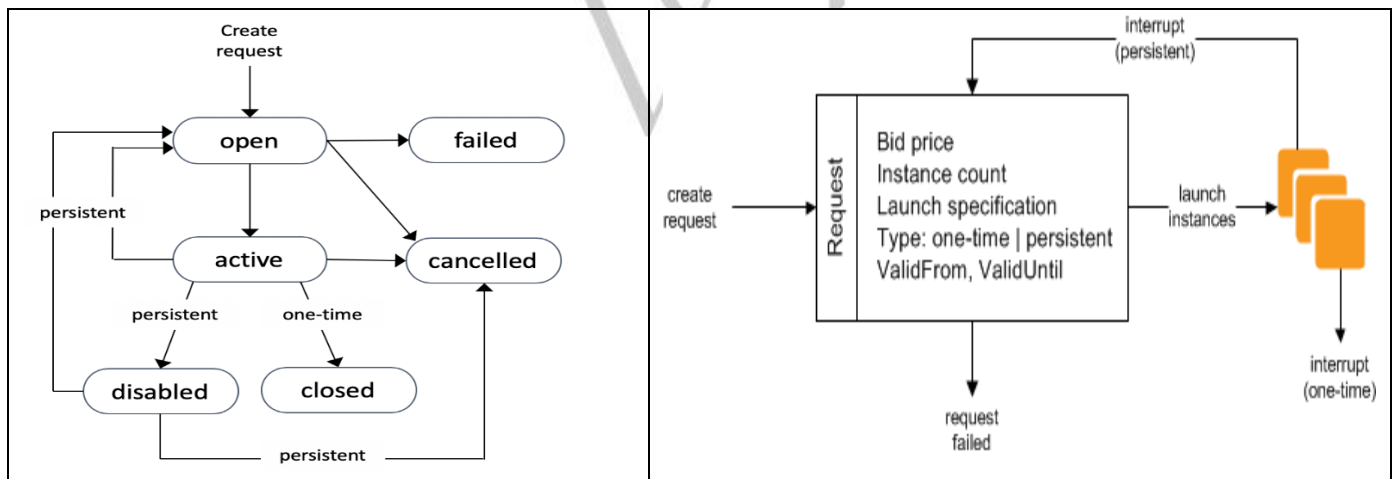 Create
request
open
failed
persistent
active
cancelled
persistent
one-time
disabled
closed
persistent
interrupt
(persistent)
create
request
Request
Bid price
Instance count
Launch specification
Type: one-time | persistent
ValidFrom, ValidUntil
launch
instances
interrupt
(one-time)
request
failed